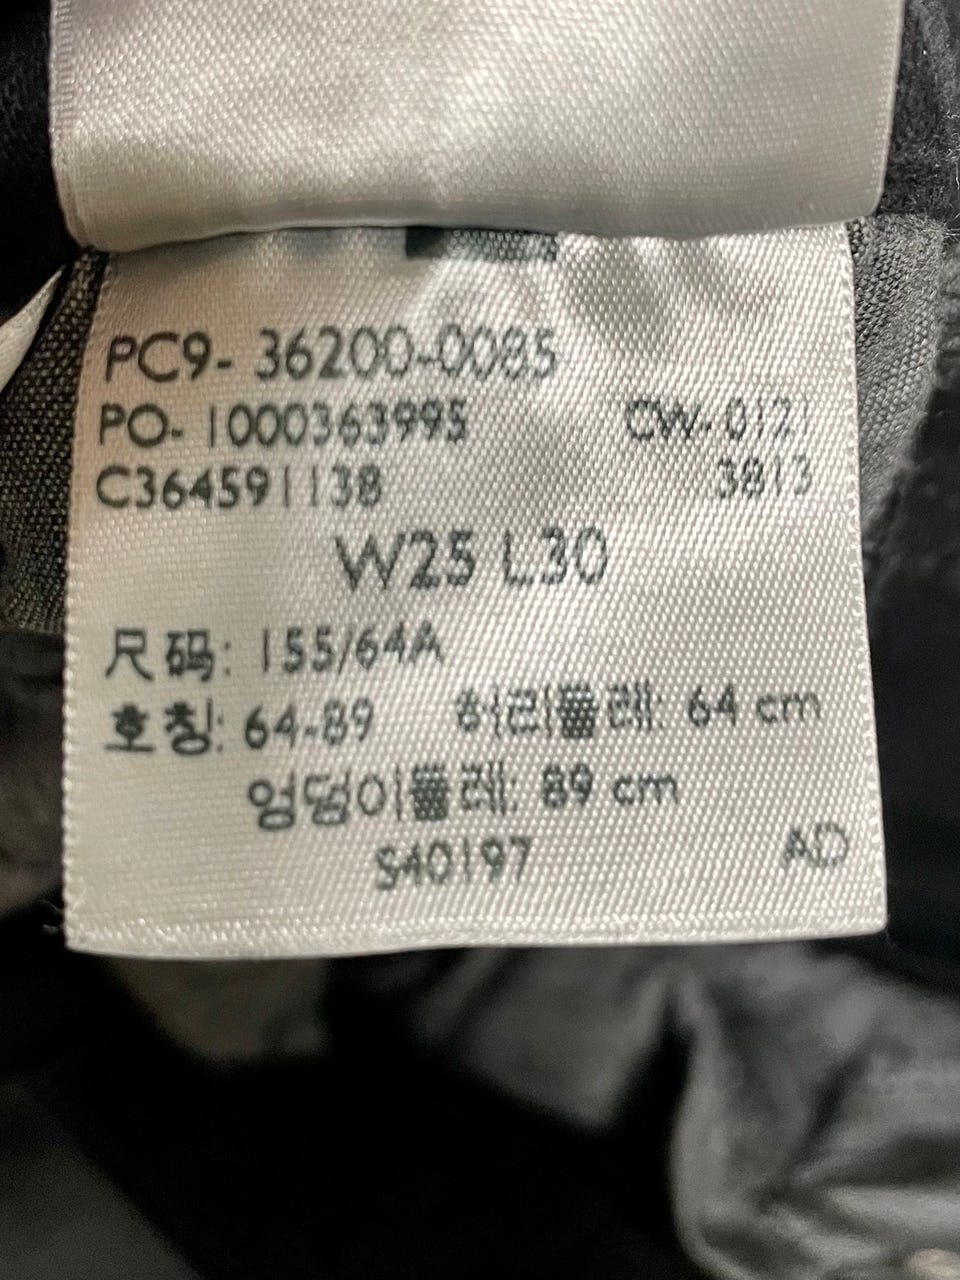 PC9- 36200-0085
PO- 1000363995 CW- 0121
C364591138 3813
W25 L30
尺码: 155/64A
호칭: 64-89 허리둘레: 64 cm
엉덩이둘레: 89 cm
S40197 AD